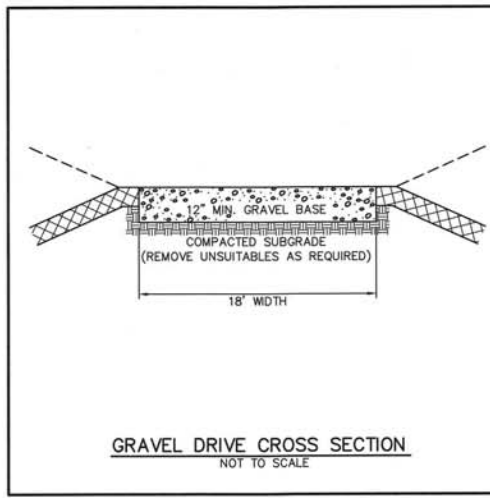 12" MIN. GRAVEL BASE
COMPACTED SUBGRADE
(REMOVE UNSUITABLES AS REQUIRED)
18' WIDTH
GRAVEL DRIVE CROSS SECTION
NOT TO SCALE